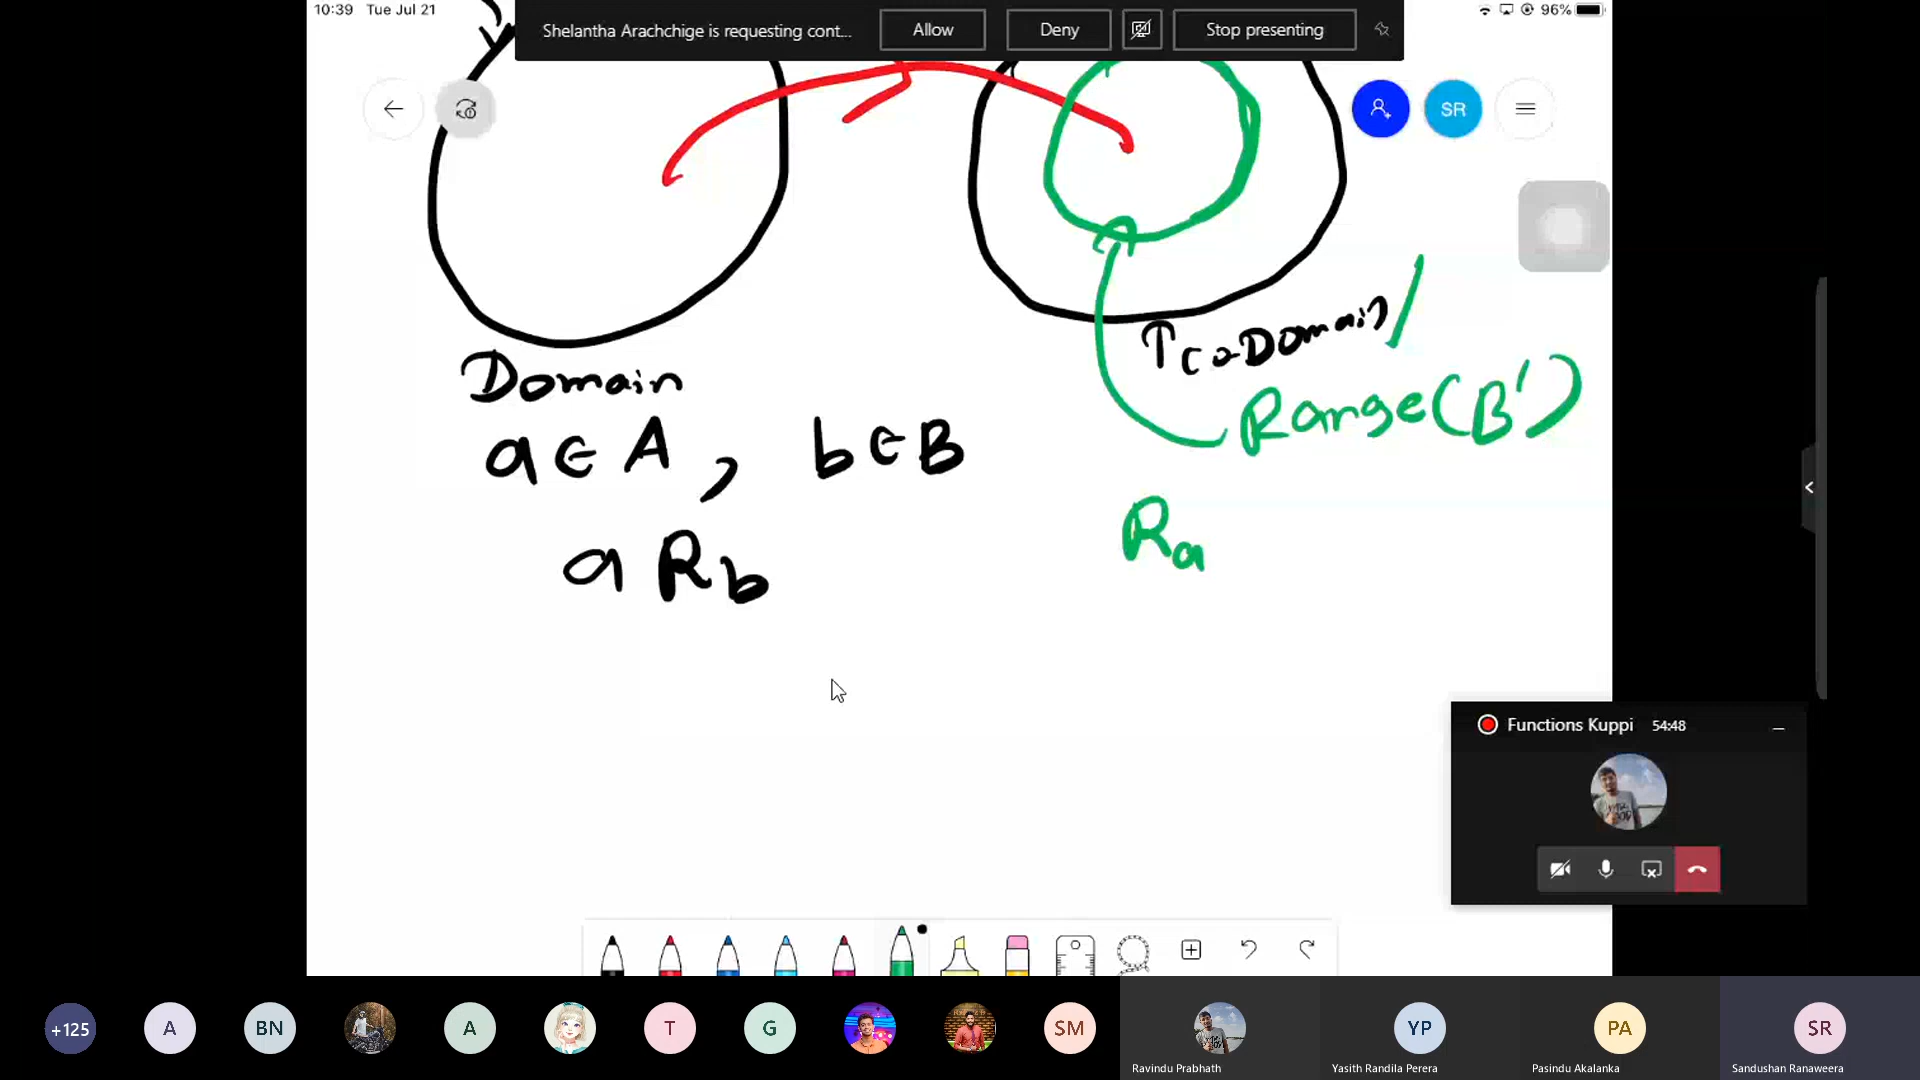 10:39 Tue Jul 21
Shelantha Arachchige is requesting cont...
Allow
Deny
Stop presenting
96%
SR
Co-Domain/
Domain
Range(B')
a∈A, b∈B
Ra
a R b
Functions Kuppi 54:48
+125
A
BN
A
T
G
SM
YP
PA
SR
Ravindu Prabhath
Yasith Randila Perera
Pasindu Akalanka
Sandushan Ranaweera